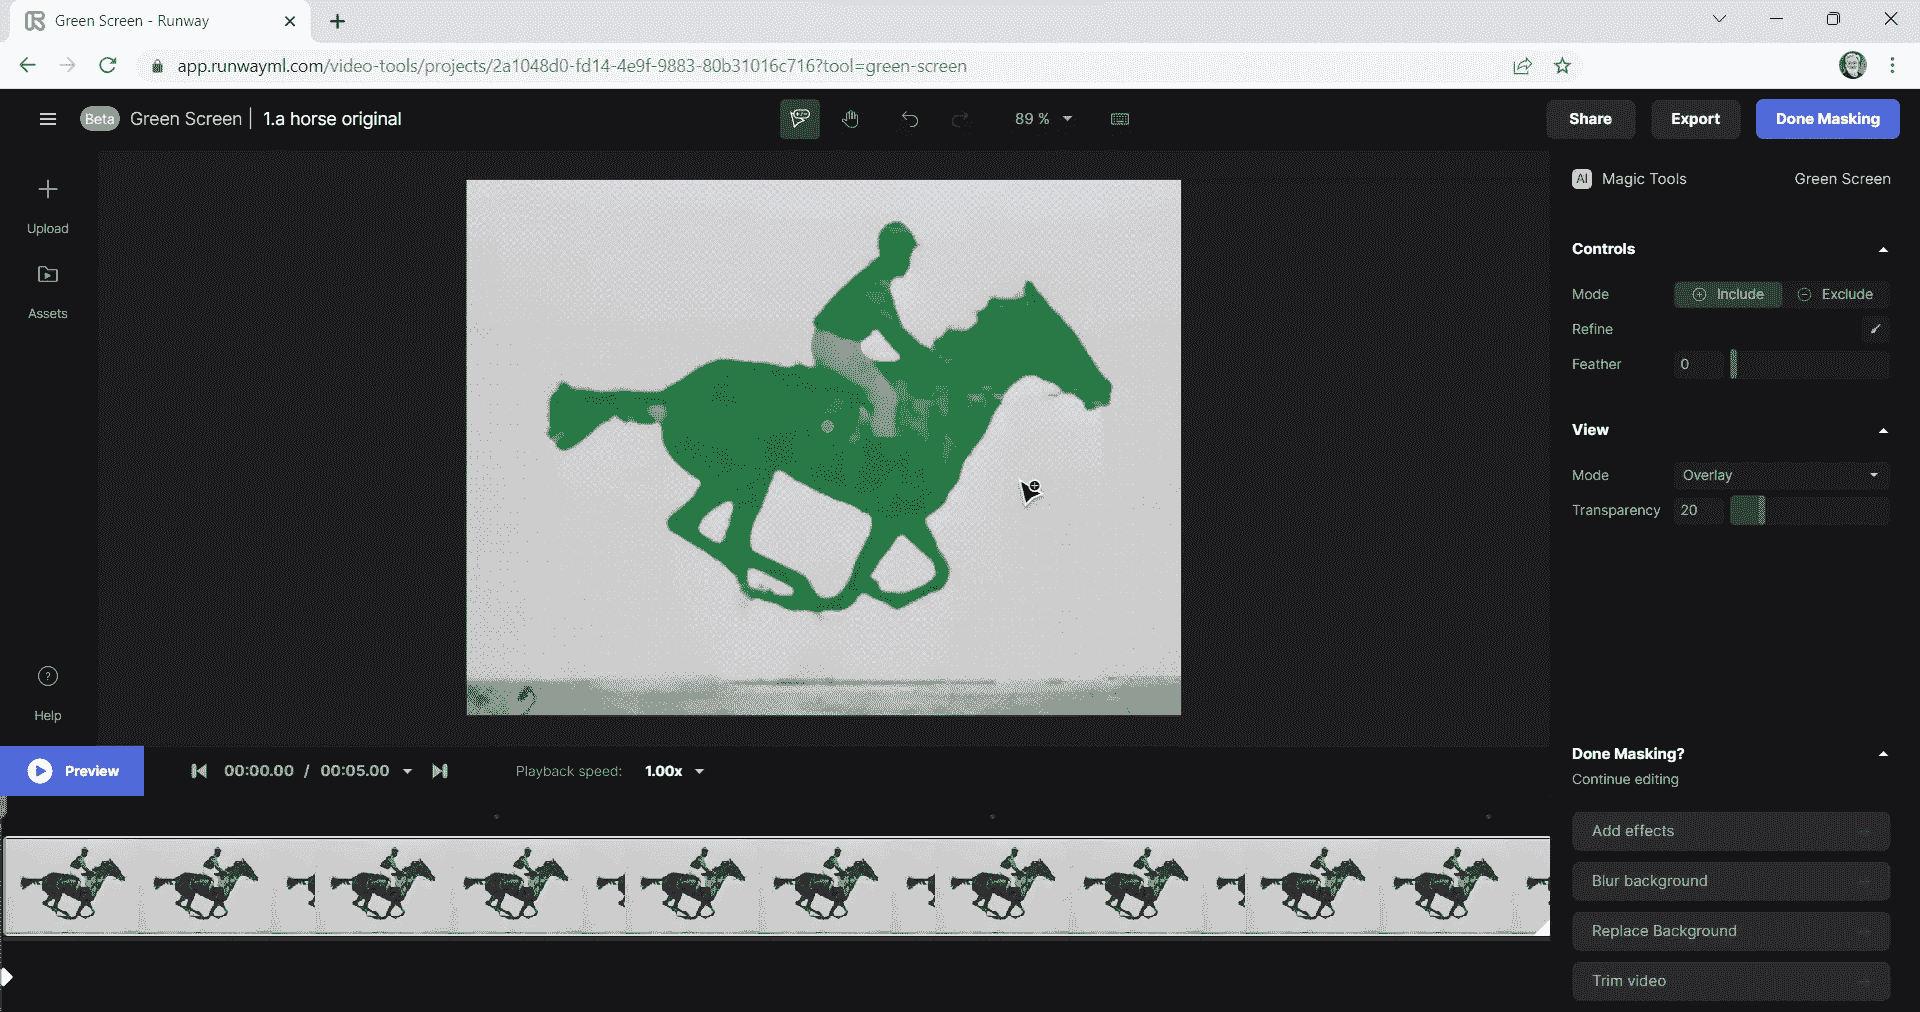 Green Screen - Runway
app.runwayml.com/video-tools/projects/2a1048d0-fd14-4e9f-9883-80b31016c716?tool=green-screen
Beta Green Screen | 1.a horse original
89 %
Share Export Done Masking
Upload
Assets
Help
AI Magic Tools Green Screen
Controls
Mode Include Exclude
Refine
Feather 0
View
Mode Overlay
Transparency 20
Preview 00:00.00 / 00:05.00 Playback speed: 1.00x
Done Masking?
Continue editing
Add effects
Blur background
Replace Background
Trim video